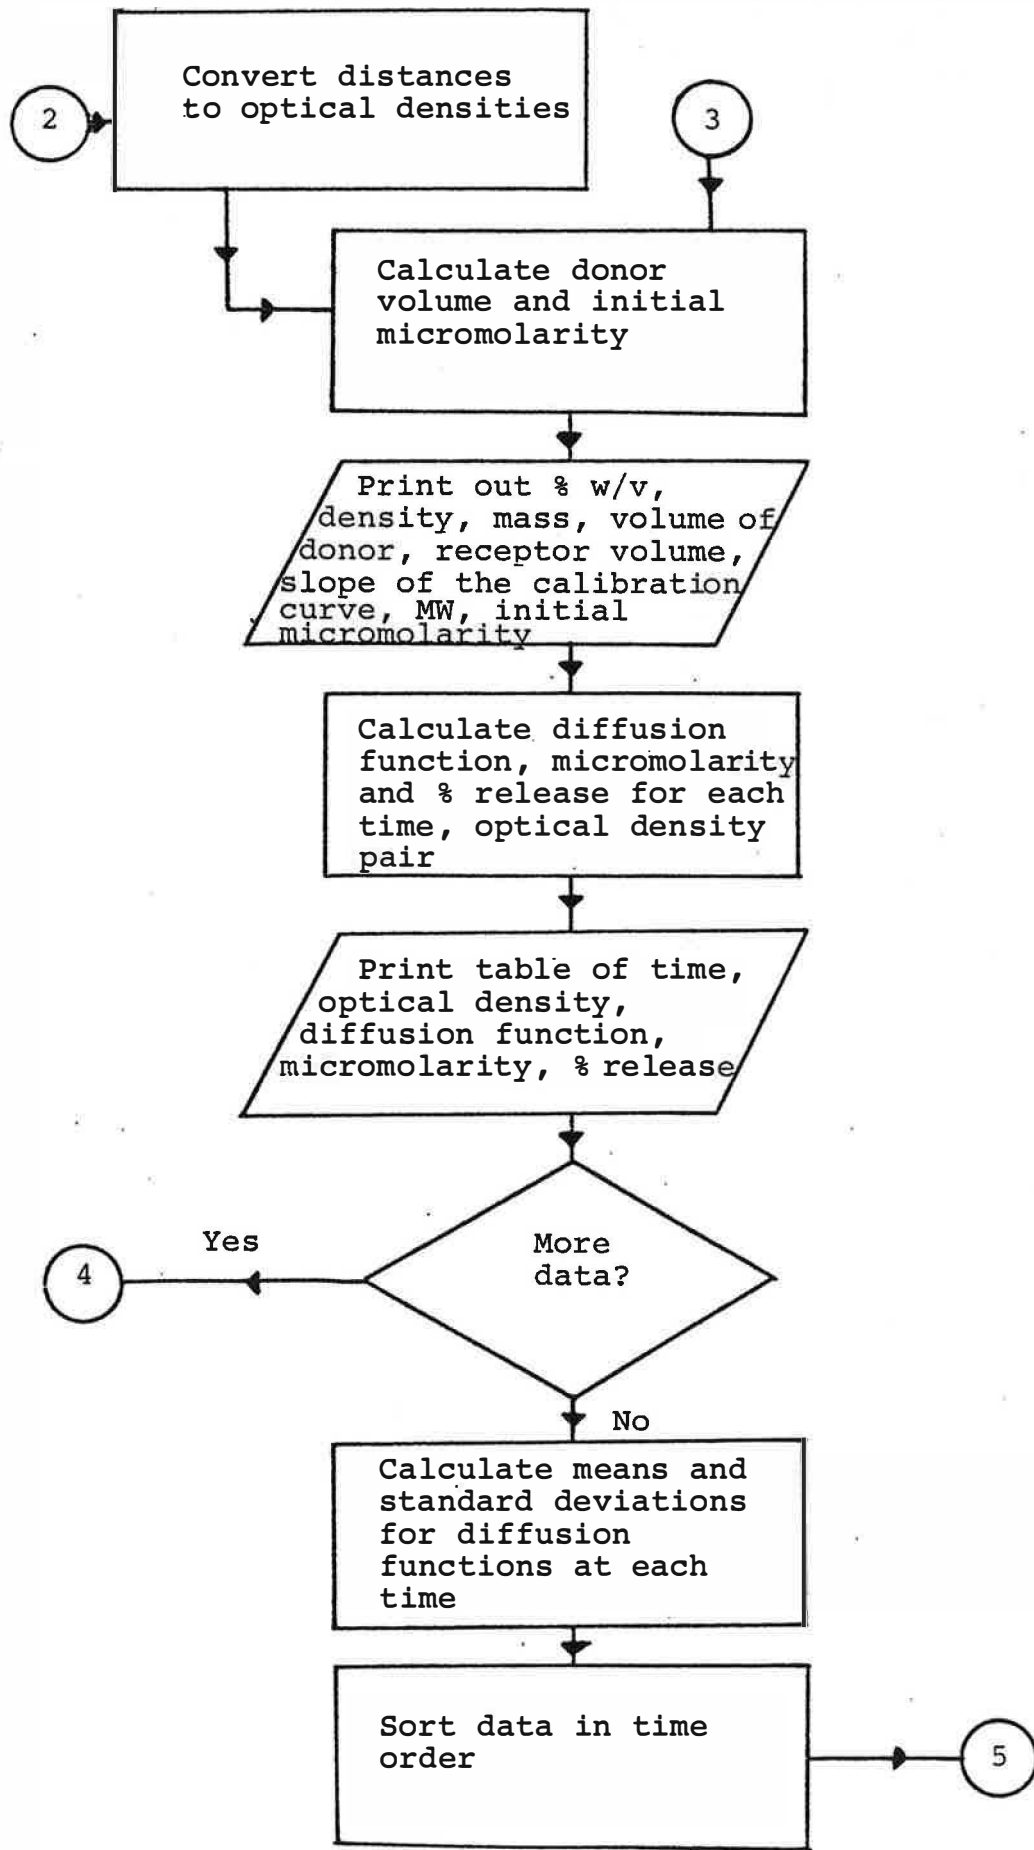 2
Convert distances
to optical densities
3
Calculate donor
volume and initial
micromolarity
Print out % w/v,
density, mass, volume of
donor, receptor volume,
slope of the calibration
curve, MW, initial
micromolarity
Calculate diffusion
function, micromolarity
and % release for each
time, optical density
pair
Print table of time,
optical density,
diffusion function,
micromolarity, % release
Yes
4
More
data?
No
Calculate means and
standard deviations
for diffusion
functions at each
time
Sort data in time
order
5